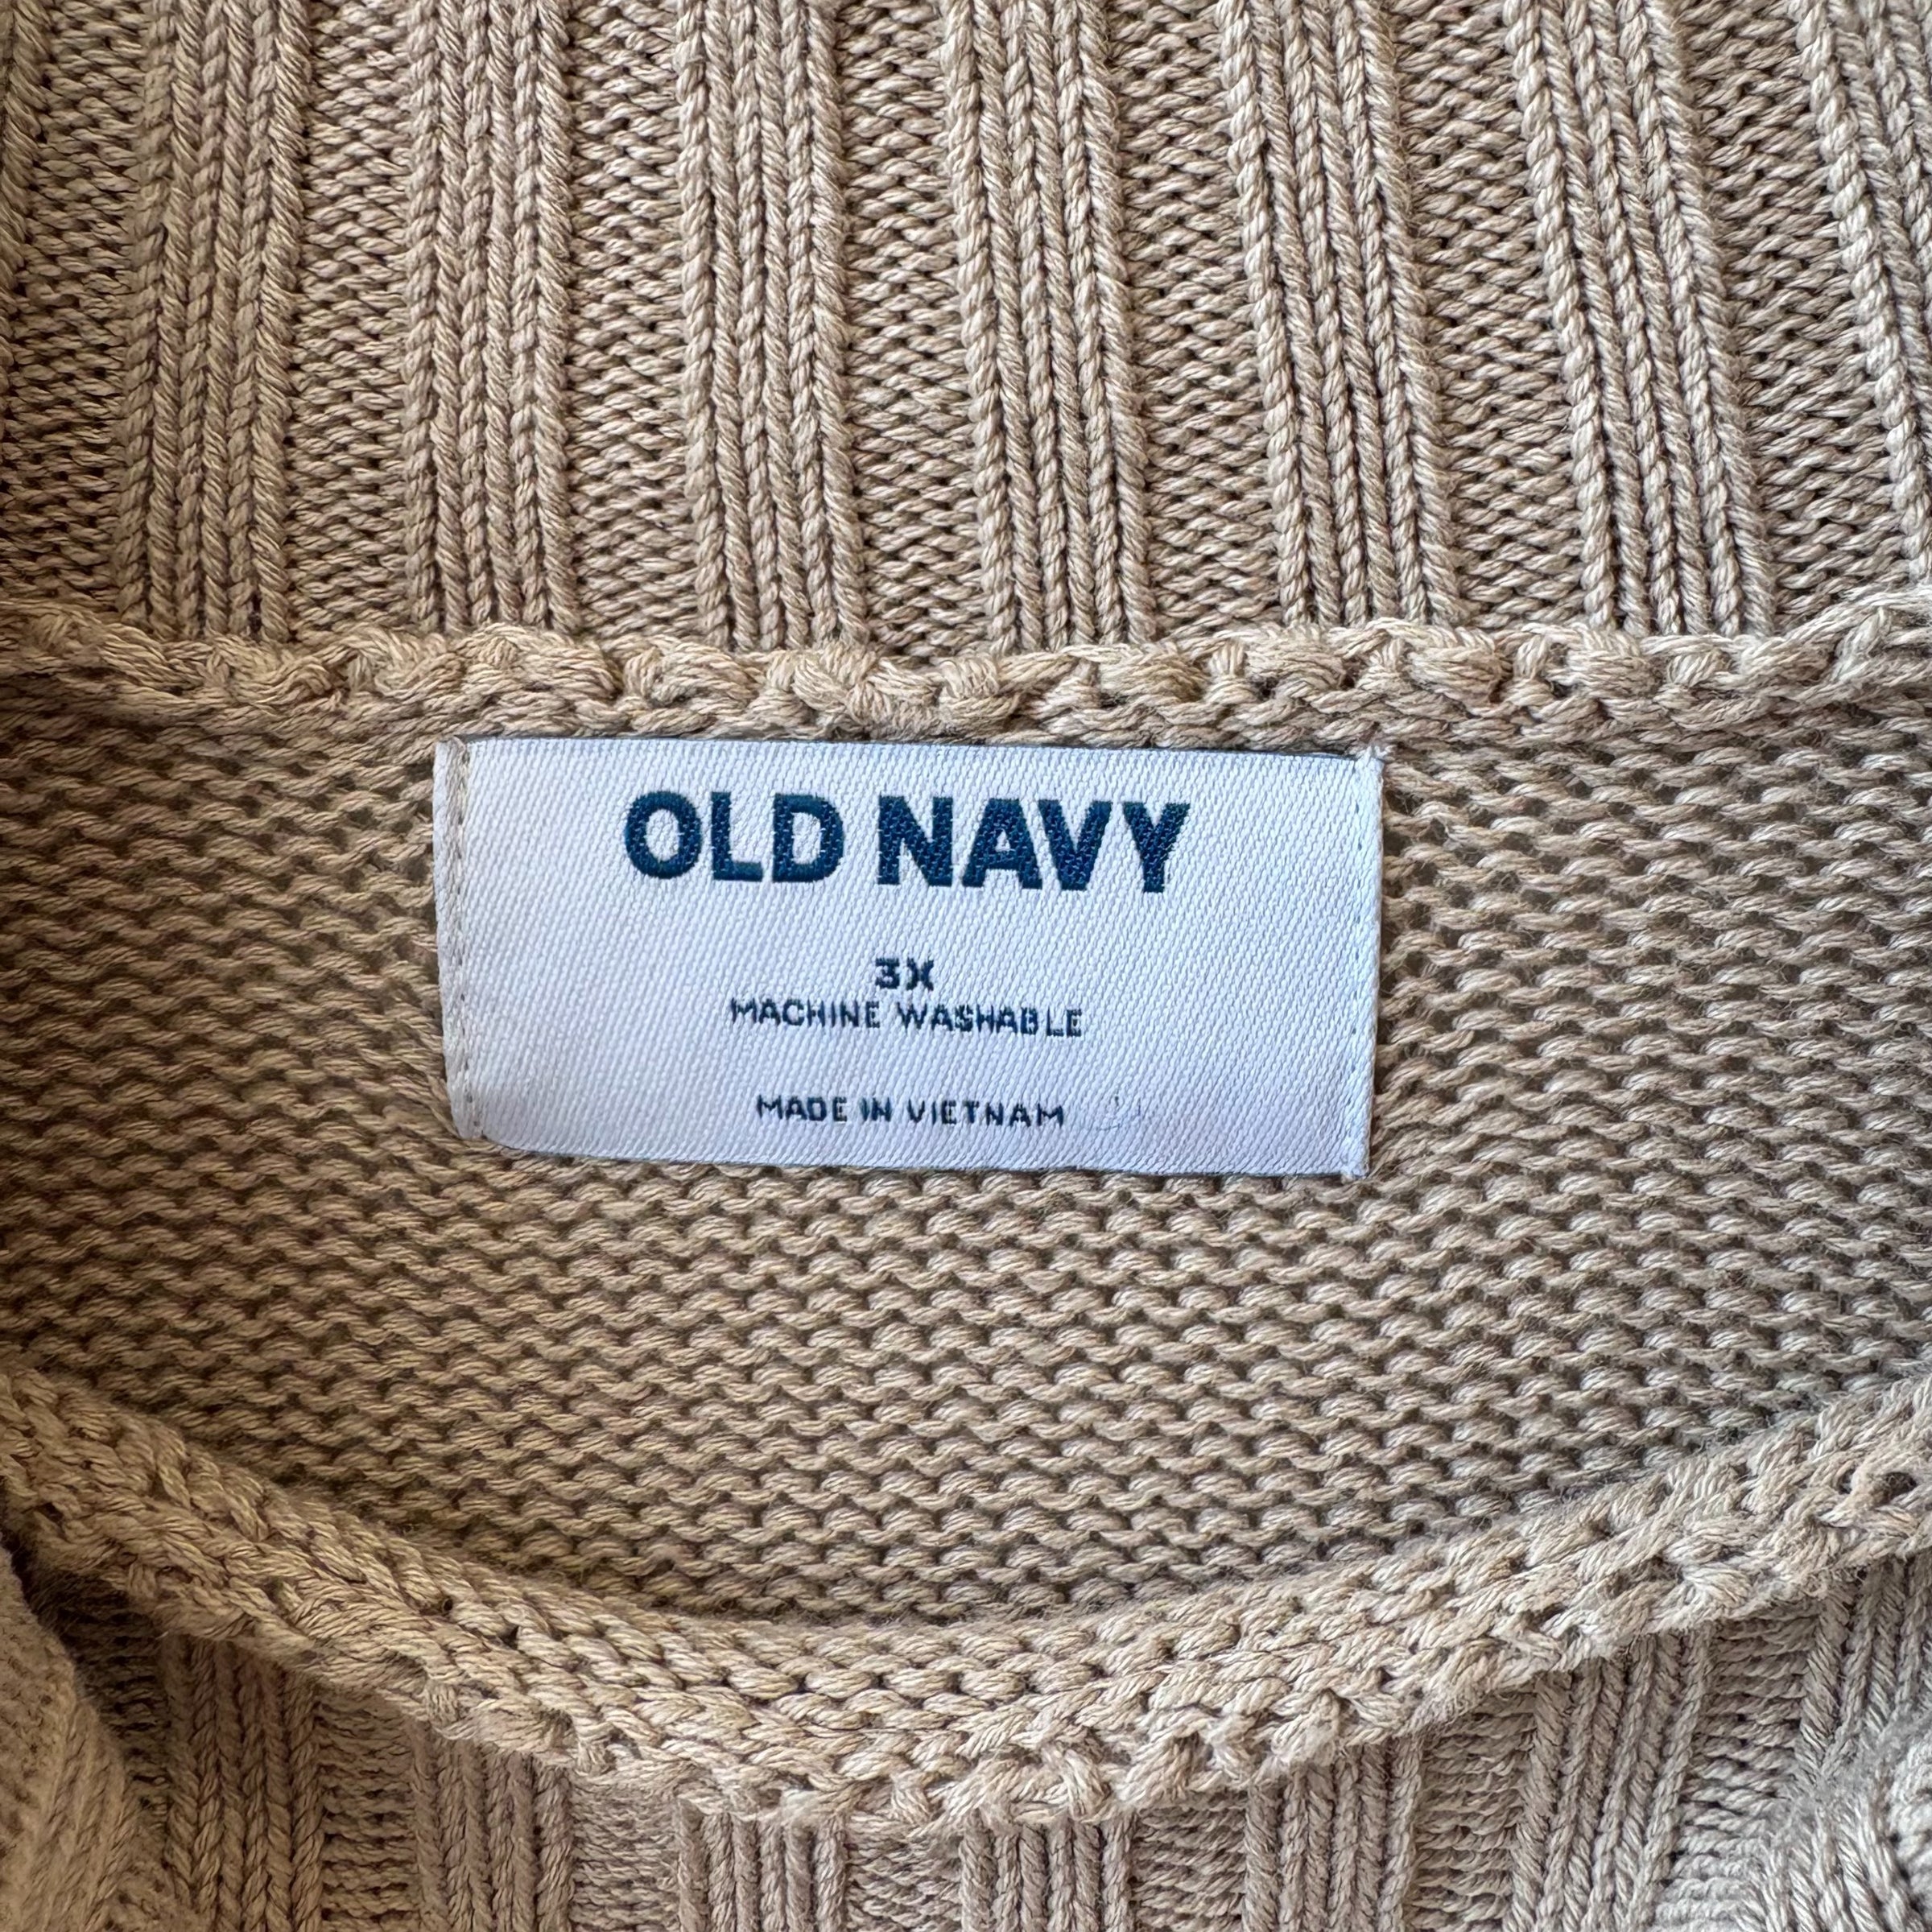 OLD NAVY
3X
MACHINE WASHABLE
MADE IN VIETNAM